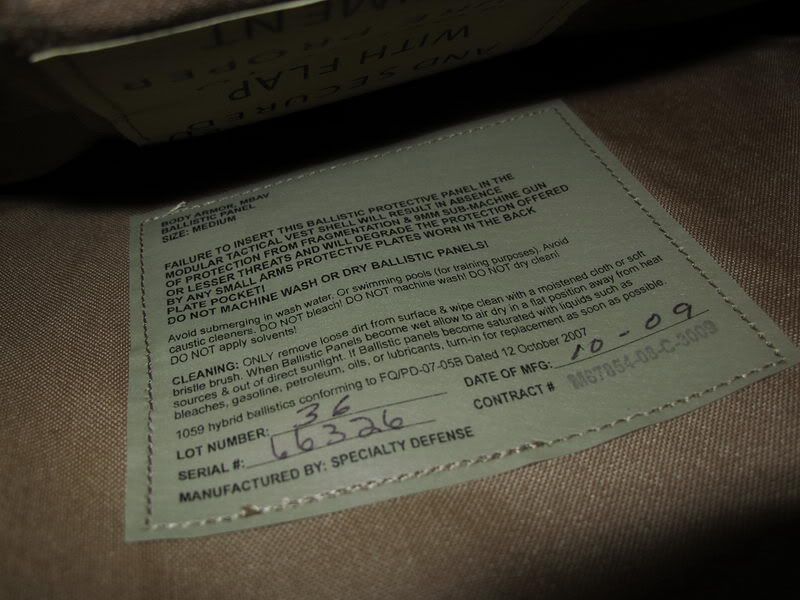 AND SECURED
WITH FLAP
PROPER
BODY ARMOR, MBAV
BALLISTIC PANEL
SIZE: MEDIUM
FAILURE TO INSERT THIS BALLISTIC PROTECTIVE PANEL IN THE
MODULAR TACTICAL VEST SHELL WILL RESULT IN ABSENCE
OF PROTECTION FROM FRAGMENTATION & 9MM SUB-MACHINE GUN
OR LESSER THREATS AND WILL DEGRADE THE PROTECTION OFFERED
BY ANY SMALL ARMS PROTECTIVE PLATES WORN IN THE BACK
PLATE POCKET!
DO NOT MACHINE WASH OR DRY BALLISTIC PANELS!
Avoid submerging in wash water. Or swimming pools (for training purposes). Avoid
caustic cleaners. DO NOT bleach! DO NOT machine wash! DO NOT dry clean!
DO NOT apply solvents!
CLEANING: ONLY remove loose dirt from surface & wipe clean with a moistened cloth or soft
bristle brush. When Ballistic Panels become wet allow to air dry in a flat position away from heat
sources & out of direct sunlight. If Ballistic panels become saturated with liquids such as
bleaches, gasoline, petroleum, oils, or lubricants, turn-in for replacement as soon as possible.
1059 hybrid ballistics conforming to FQ/PD-07-05B Dated 12 October 2007
LOT NUMBER: 36 DATE OF MFG: 10-09
SERIAL #: 66326 CONTRACT # M67854-08-C-3009
MANUFACTURED BY: SPECIALTY DEFENSE